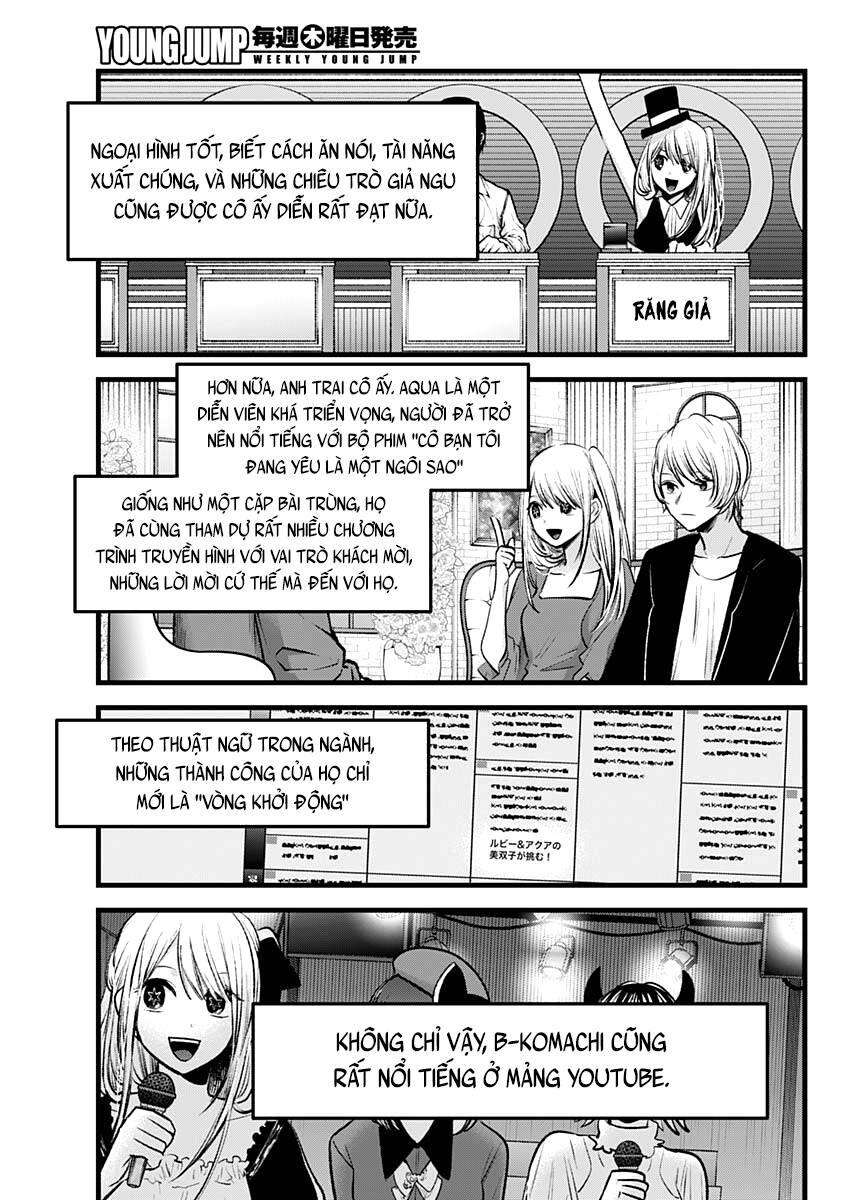 YOUNG JUMP 毎週木曜日発売
WEEKLY YOUNG JUMP
NGOẠI HÌNH TỐT, BIẾT CÁCH ĂN NÓI, TÀI NĂNG
XUẤT CHÚNG, VÀ NHỮNG CHIÊU TRÒ GIẢ NGU
CŨNG ĐƯỢC CÔ ẤY DIỄN RẤT ĐẠT NỮA.
RĂNG GIẢ
HƠN NỮA, ANH TRAI CÔ ẤY. AQUA LÀ MỘT
DIỄN VIÊN KHÁ TRIỂN VỌNG, NGƯỜI ĐÃ TRỞ
NÊN NỔI TIẾNG VỚI BỘ PHIM "CÔ BẠN TÔI
ĐANG YÊU LÀ MỘT NGÔI SAO"
GIỐNG NHƯ MỘT CẶP BÀI TRÙNG, HỌ
ĐÃ CÙNG THAM DỰ RẤT NHIỀU CHƯƠNG
TRÌNH TRUYỀN HÌNH VỚI VAI TRÒ KHÁCH MỜI,
NHỮNG LỜI MỜI CỨ THẾ MÀ ĐẾN VỚI HỌ.
THEO THUẬT NGỮ TRONG NGÀNH,
NHỮNG THÀNH CÔNG CỦA HỌ CHỈ
MỚI LÀ "VÒNG KHỞI ĐỘNG"
ルビー&アクアの
美双子が挑む!
KHÔNG CHỈ VẬY, B-KOMACHI CŨNG
RẤT NỔI TIẾNG Ở MẢNG YOUTUBE.